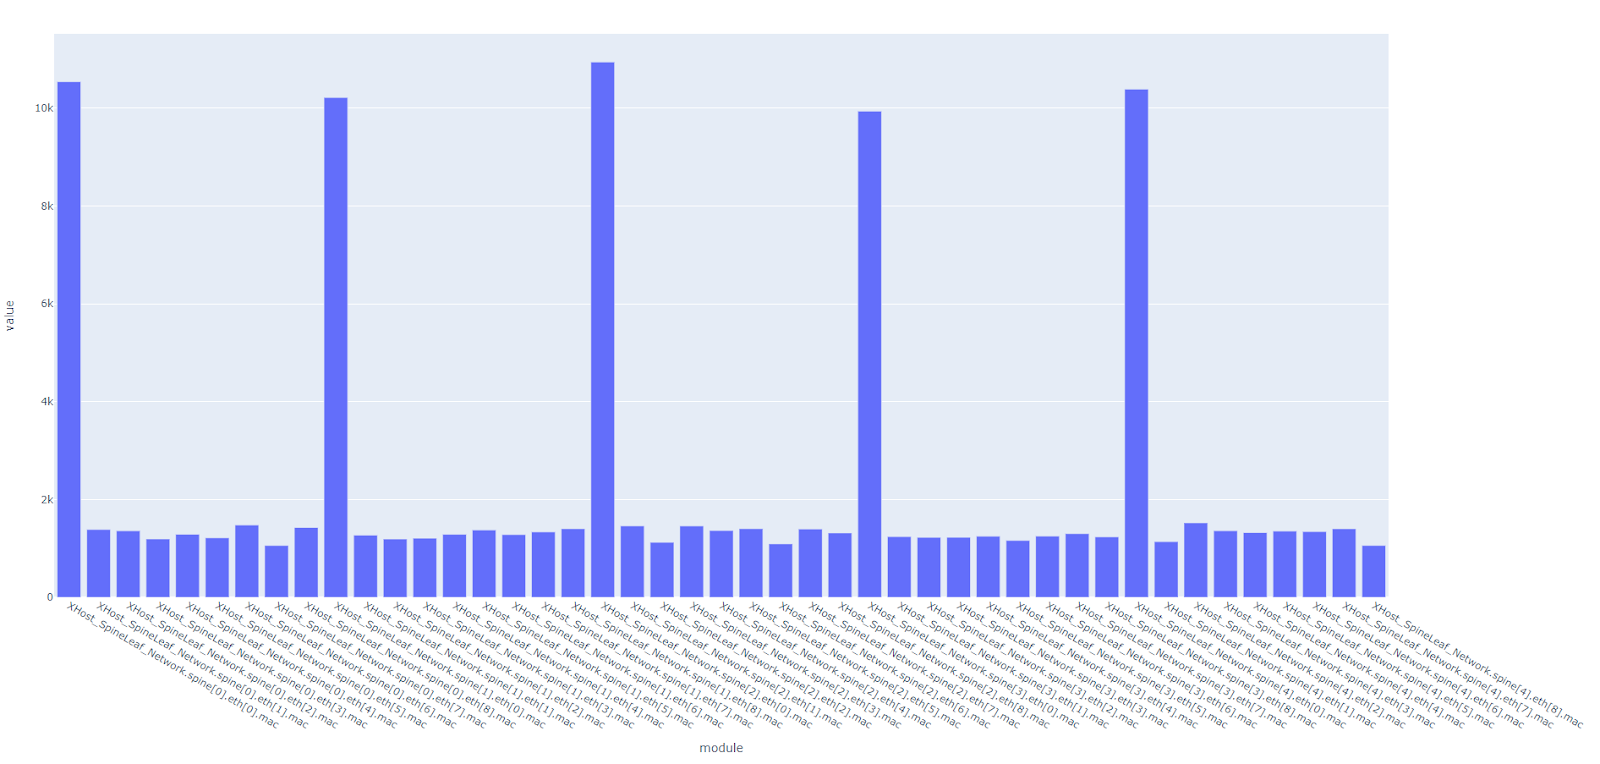 10k
8k
6k
4k
2k
0
value
XHost_SpineLeaf_Network.spine[0].eth[0].mac
XHost_SpineLeaf_Network.spine[0].eth[1].mac
XHost_SpineLeaf_Network.spine[0].eth[2].mac
XHost_SpineLeaf_Network.spine[0].eth[3].mac
XHost_SpineLeaf_Network.spine[0].eth[4].mac
XHost_SpineLeaf_Network.spine[0].eth[5].mac
XHost_SpineLeaf_Network.spine[0].eth[6].mac
XHost_SpineLeaf_Network.spine[0].eth[7].mac
XHost_SpineLeaf_Network.spine[0].eth[8].mac
XHost_SpineLeaf_Network.spine[1].eth[0].mac
XHost_SpineLeaf_Network.spine[1].eth[1].mac
XHost_SpineLeaf_Network.spine[1].eth[2].mac
XHost_SpineLeaf_Network.spine[1].eth[3].mac
XHost_SpineLeaf_Network.spine[1].eth[4].mac
XHost_SpineLeaf_Network.spine[1].eth[5].mac
XHost_SpineLeaf_Network.spine[1].eth[6].mac
XHost_SpineLeaf_Network.spine[1].eth[7].mac
XHost_SpineLeaf_Network.spine[1].eth[8].mac
XHost_SpineLeaf_Network.spine[2].eth[0].mac
XHost_SpineLeaf_Network.spine[2].eth[1].mac
XHost_SpineLeaf_Network.spine[2].eth[2].mac
XHost_SpineLeaf_Network.spine[2].eth[3].mac
XHost_SpineLeaf_Network.spine[2].eth[4].mac
XHost_SpineLeaf_Network.spine[2].eth[5].mac
XHost_SpineLeaf_Network.spine[2].eth[6].mac
XHost_SpineLeaf_Network.spine[2].eth[7].mac
XHost_SpineLeaf_Network.spine[2].eth[8].mac
XHost_SpineLeaf_Network.spine[3].eth[0].mac
XHost_SpineLeaf_Network.spine[3].eth[1].mac
XHost_SpineLeaf_Network.spine[3].eth[2].mac
XHost_SpineLeaf_Network.spine[3].eth[3].mac
XHost_SpineLeaf_Network.spine[3].eth[4].mac
XHost_SpineLeaf_Network.spine[3].eth[5].mac
XHost_SpineLeaf_Network.spine[3].eth[6].mac
XHost_SpineLeaf_Network.spine[3].eth[7].mac
XHost_SpineLeaf_Network.spine[3].eth[8].mac
XHost_SpineLeaf_Network.spine[4].eth[0].mac
XHost_SpineLeaf_Network.spine[4].eth[1].mac
XHost_SpineLeaf_Network.spine[4].eth[2].mac
XHost_SpineLeaf_Network.spine[4].eth[3].mac
XHost_SpineLeaf_Network.spine[4].eth[4].mac
XHost_SpineLeaf_Network.spine[4].eth[5].mac
XHost_SpineLeaf_Network.spine[4].eth[6].mac
XHost_SpineLeaf_Network.spine[4].eth[7].mac
XHost_SpineLeaf_Network.spine[4].eth[8].mac
module